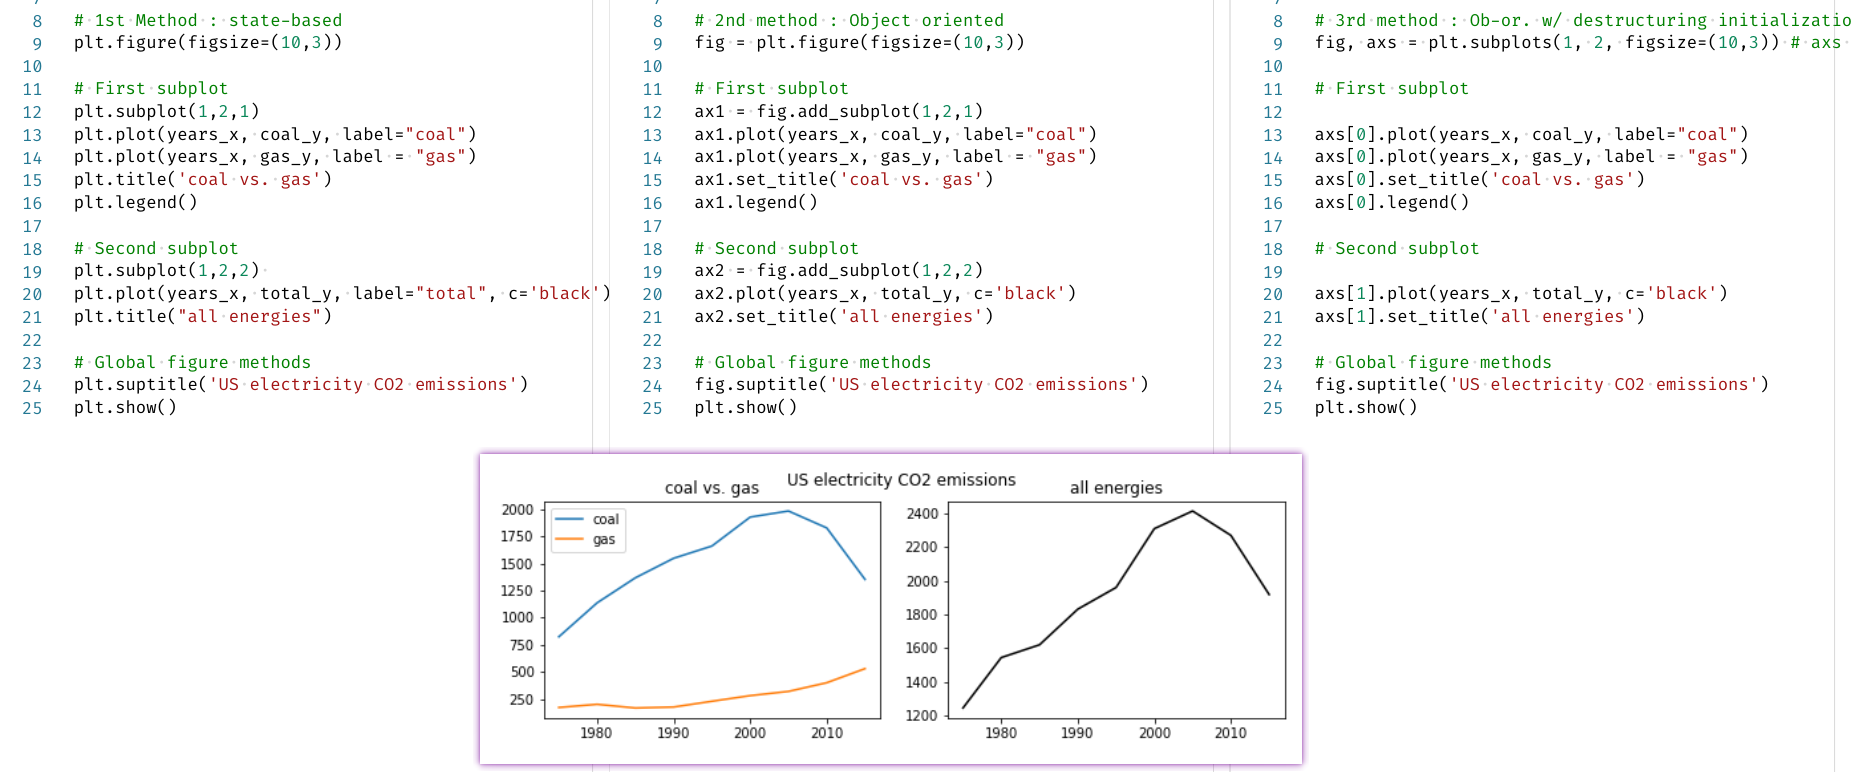 8 # 1st Method : state-based
9 plt.figure(figsize=(10,3))
10
11 # First subplot
12 plt.subplot(1,2,1)
13 plt.plot(years_x, coal_y, label="coal")
14 plt.plot(years_x, gas_y, label = "gas")
15 plt.title('coal vs. gas')
16 plt.legend()
17
18 # Second subplot
19 plt.subplot(1,2,2)
20 plt.plot(years_x, total_y, label="total", c='black')
21 plt.title("all energies")
22
23 # Global figure methods
24 plt.suptitle('US electricity CO2 emissions')
25 plt.show()
8 # 2nd method : Object oriented
9 fig = plt.figure(figsize=(10,3))
10
11 # First subplot
12 ax1 = fig.add_subplot(1,2,1)
13 ax1.plot(years_x, coal_y, label="coal")
14 ax1.plot(years_x, gas_y, label = "gas")
15 ax1.set_title('coal vs. gas')
16 ax1.legend()
17
18 # Second subplot
19 ax2 = fig.add_subplot(1,2,2)
20 ax2.plot(years_x, total_y, c='black')
21 ax2.set_title('all energies')
22
23 # Global figure methods
24 fig.suptitle('US electricity CO2 emissions')
25 plt.show()
8 # 3rd method : Ob-or. w/ destructuring initializatio
9 fig, axs = plt.subplots(1, 2, figsize=(10,3)) # axs
10
11 # First subplot
12
13 axs[0].plot(years_x, coal_y, label="coal")
14 axs[0].plot(years_x, gas_y, label = "gas")
15 axs[0].set_title('coal vs. gas')
16 axs[0].legend()
17
18 # Second subplot
19
20 axs[1].plot(years_x, total_y, c='black')
21 axs[1].set_title('all energies')
22
23 # Global figure methods
24 fig.suptitle('US electricity CO2 emissions')
25 plt.show()
US electricity CO2 emissions
coal vs. gas
coal
gas
2000
1750
1500
1250
1000
750
500
250
1980 1990 2000 2010
all energies
2400
2200
2000
1800
1600
1400
1200
1980 1990 2000 2010